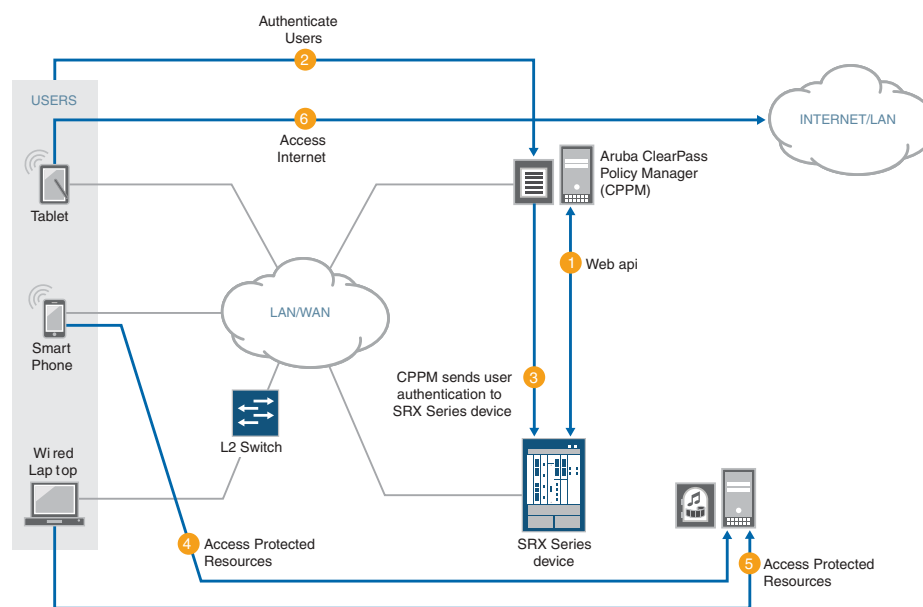 Authenticate
Users
2
USERS
6
Access
Internet
INTERNET/LAN
Aruba ClearPass
Policy Manager
(CPPM)
Tablet
1 Web api
LAN/WAN
Smart
Phone
CPPM sends user
authentication to
SRX Series device
3
L2 Switch
Wi red
Lap top
4 Access Protected
Resources
SRX Series
device
5 Access Protected
Resources